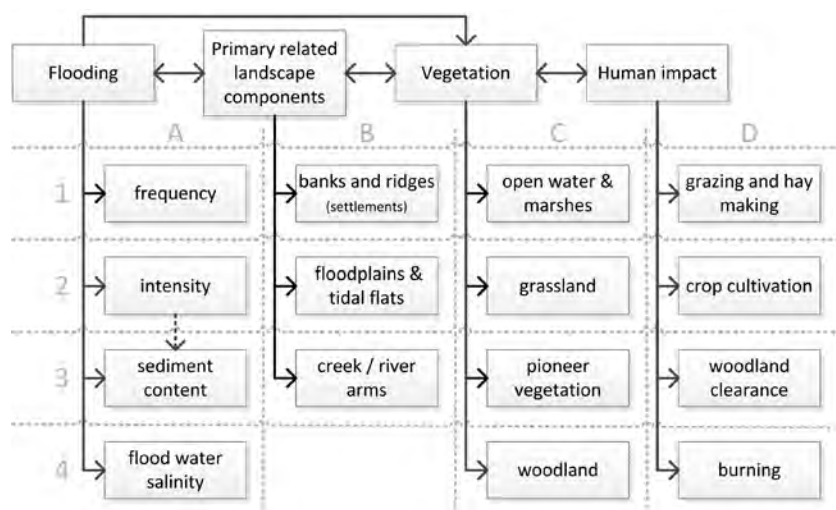 Flooding
Primary related
landscape
components
Vegetation
Human impact
A
B
C
D
1
frequency
banks and ridges
(settlements)
open water &
marshes
grazing and hay
making
2
intensity
floodplains &
tidal flats
grassland
crop cultivation
3
sediment
content
creek / river
arms
pioneer
vegetation
woodland
clearance
4
flood water
salinity
woodland
burning